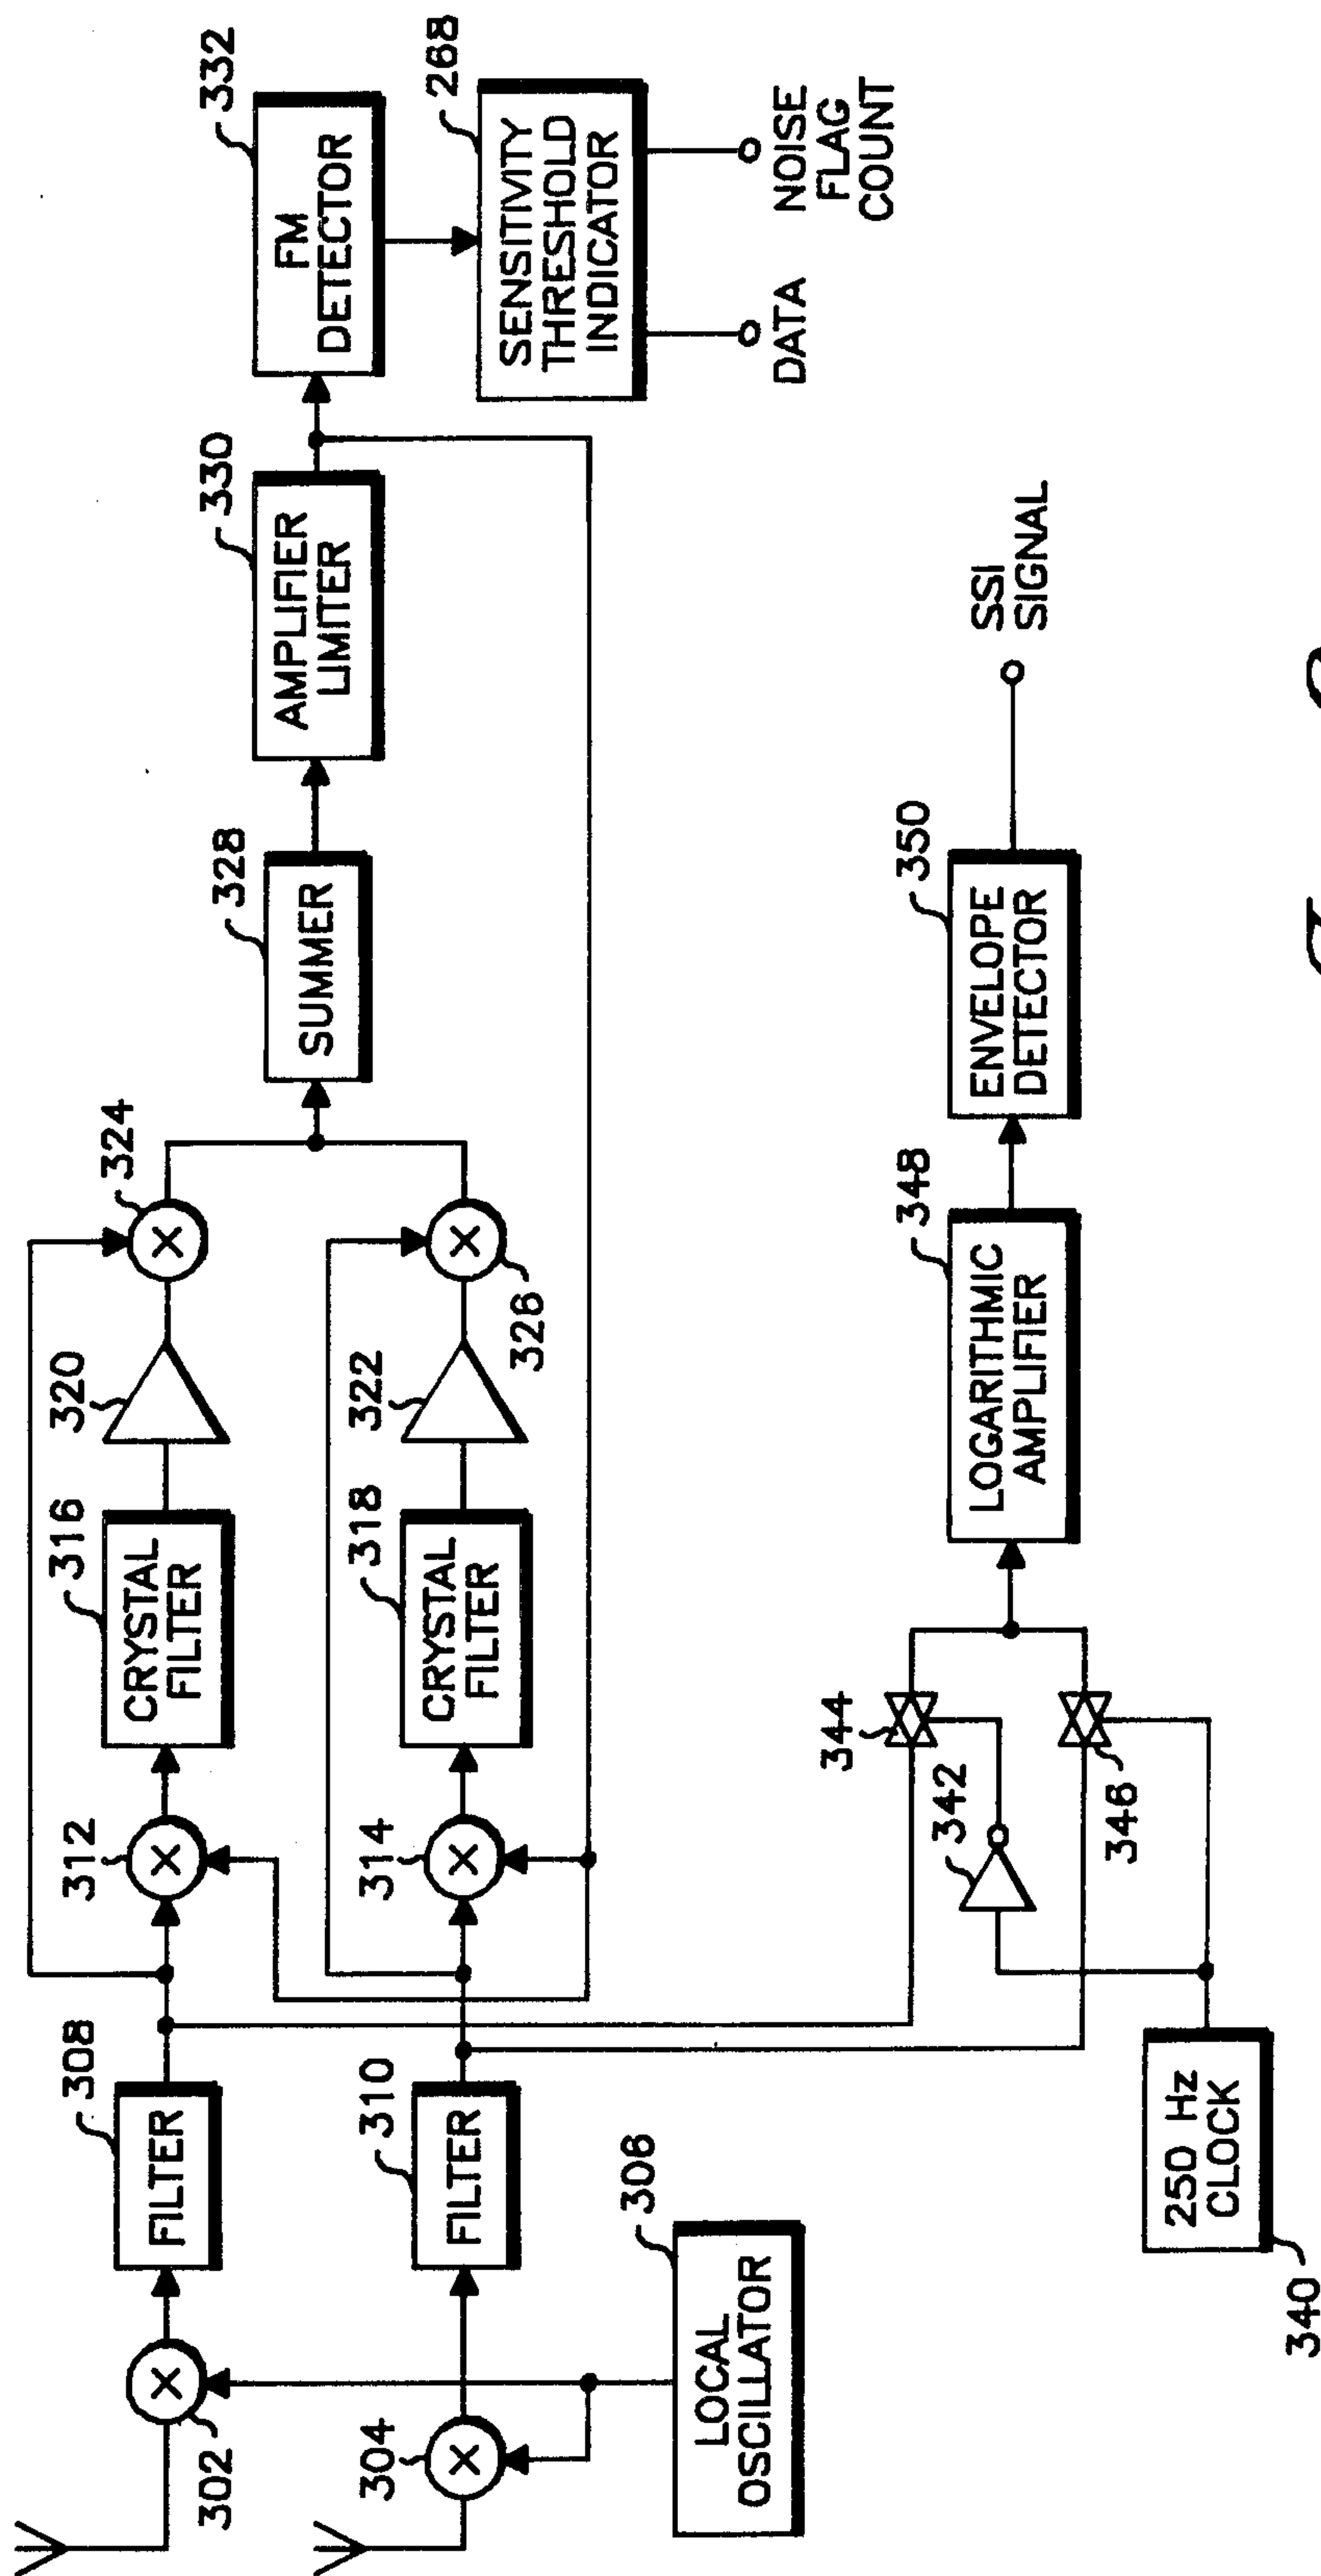 302
304
LOCAL
OSCILLATOR
306
FILTER
308
FILTER
310
312
314
CRYSTAL
FILTER
316
CRYSTAL
FILTER
318
320
322
324
326
SUMMER
328
AMPLIFIER
LIMITER
330
FM
DETECTOR
332
SENSITIVITY
THRESHOLD
INDICATOR
268
DATA
NOISE
FLAG
COUNT
250 Hz
CLOCK
340
342
344
346
LOGARITHMIC
AMPLIFIER
348
ENVELOPE
DETECTOR
350
SSI
SIGNAL